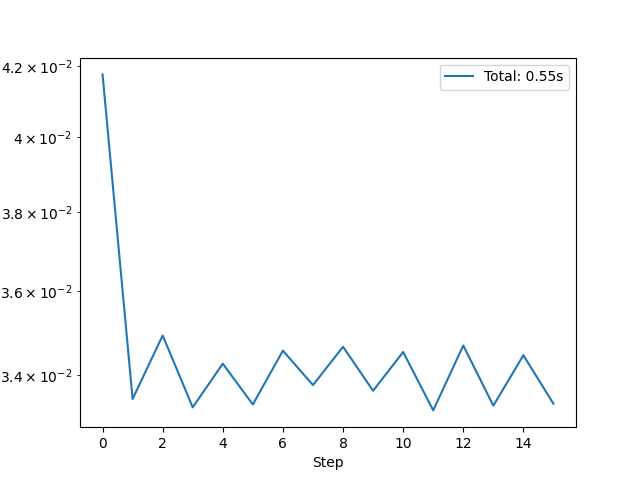 4.2 × 10⁻²
Total: 0.55s
4 × 10⁻²
3.8 × 10⁻²
3.6 × 10⁻²
3.4 × 10⁻²
0 2 4 6 8 10 12 14
Step